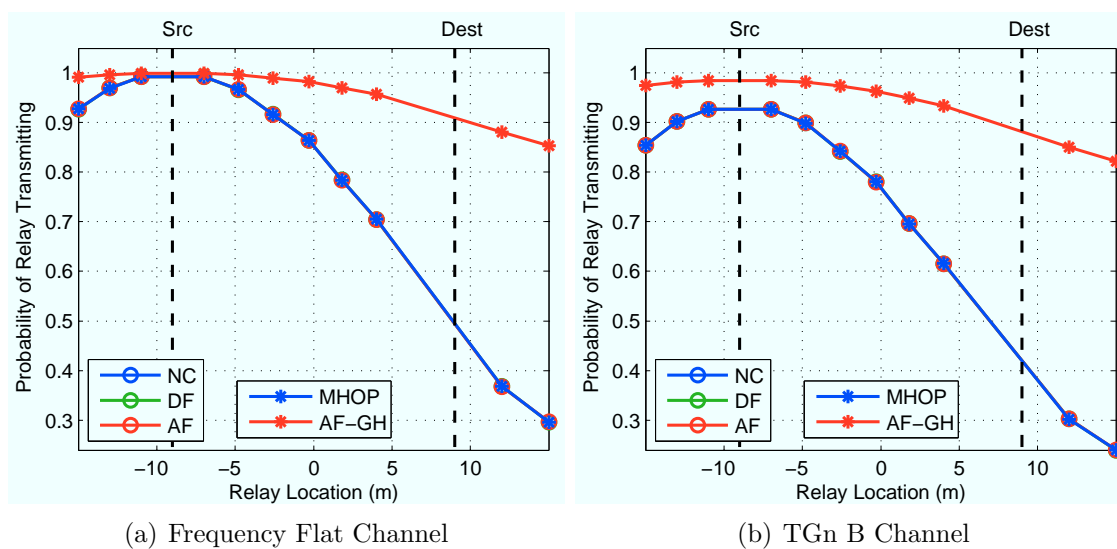 Src Dest
Probability of Relay Transmitting
1
0.9
0.8
0.7
0.6
0.5
0.4
0.3
NC
DF
AF
MHOP
AF−GH
−10 −5 0 5 10
Relay Location (m)
(a) Frequency Flat Channel
Src Dest
Probability of Relay Transmitting
1
0.9
0.8
0.7
0.6
0.5
0.4
0.3
NC
DF
AF
MHOP
AF−GH
−10 −5 0 5 10
Relay Location (m)
(b) TGn B Channel